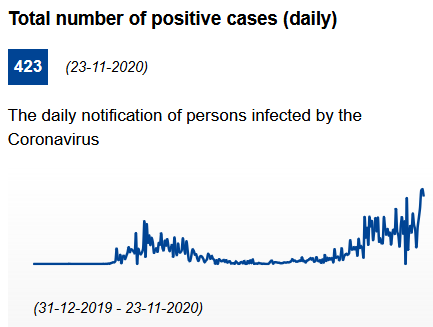 Total number of positive cases (daily)
423 (23-11-2020)
The daily notification of persons infected by the
Coronavirus
(31-12-2019 - 23-11-2020)